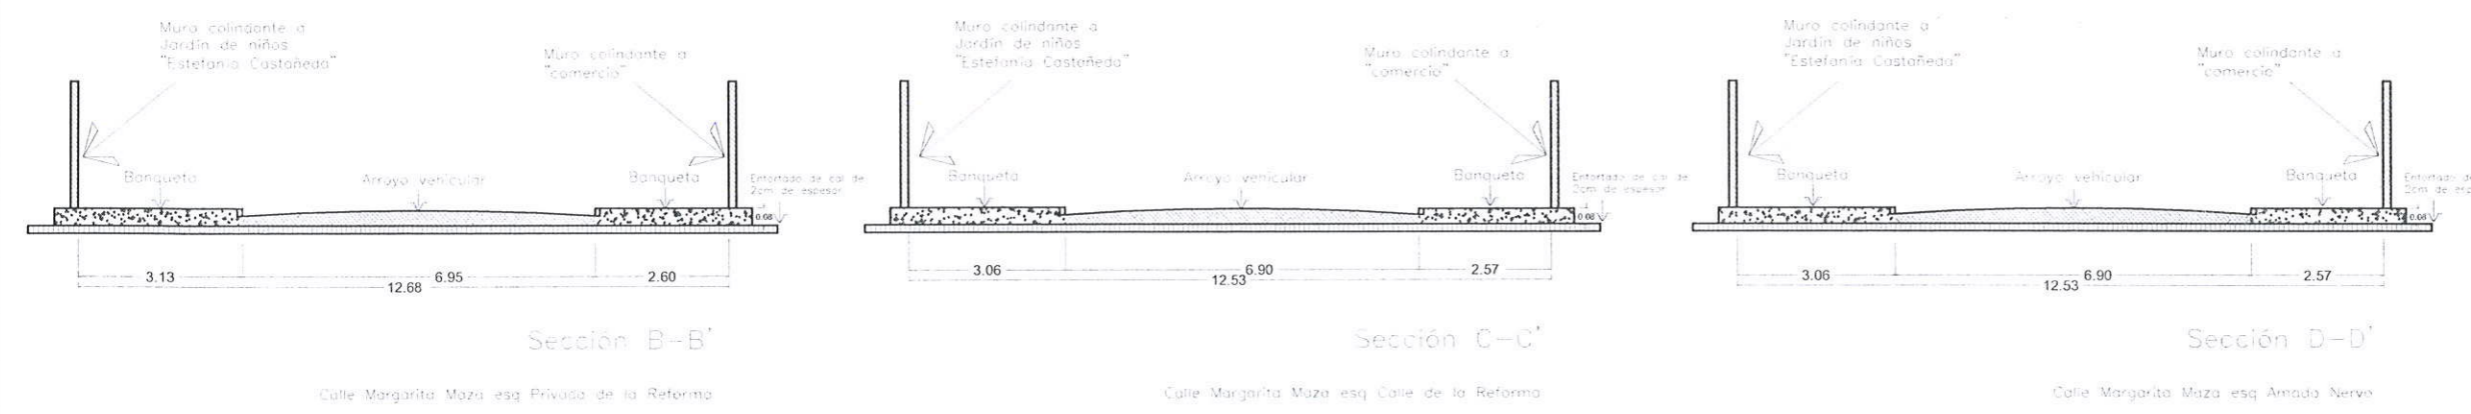 Muro colindante a
Jardín de niños
"Estefanía Castañeda"
Muro colindante a
"comercio"
Banqueta
Arroyo vehicular
Banqueta
Entortado de cal de
2cm de espesor
0.08
3.13
6.95
2.60
12.68
Sección B-B'
Calle Margarita Maza esq Privada de la Reforma
Muro colindante a
Jardín de niños
"Estefanía Castañeda"
Muro colindante a
"comercio"
Banqueta
Arroyo vehicular
Banqueta
Entortado de cal de
2cm de espesor
0.08
3.06
6.90
2.57
12.53
Sección C-C'
Calle Margarita Maza esq Calle de la Reforma
Muro colindante a
Jardín de niños
"Estefanía Castañeda"
Muro colindante a
"comercio"
Banqueta
Arroyo vehicular
Banqueta
Entortado de
2cm de esp
0.08
3.06
6.90
2.57
12.53
Sección D-D'
Calle Margarita Maza esq Amado Nervo